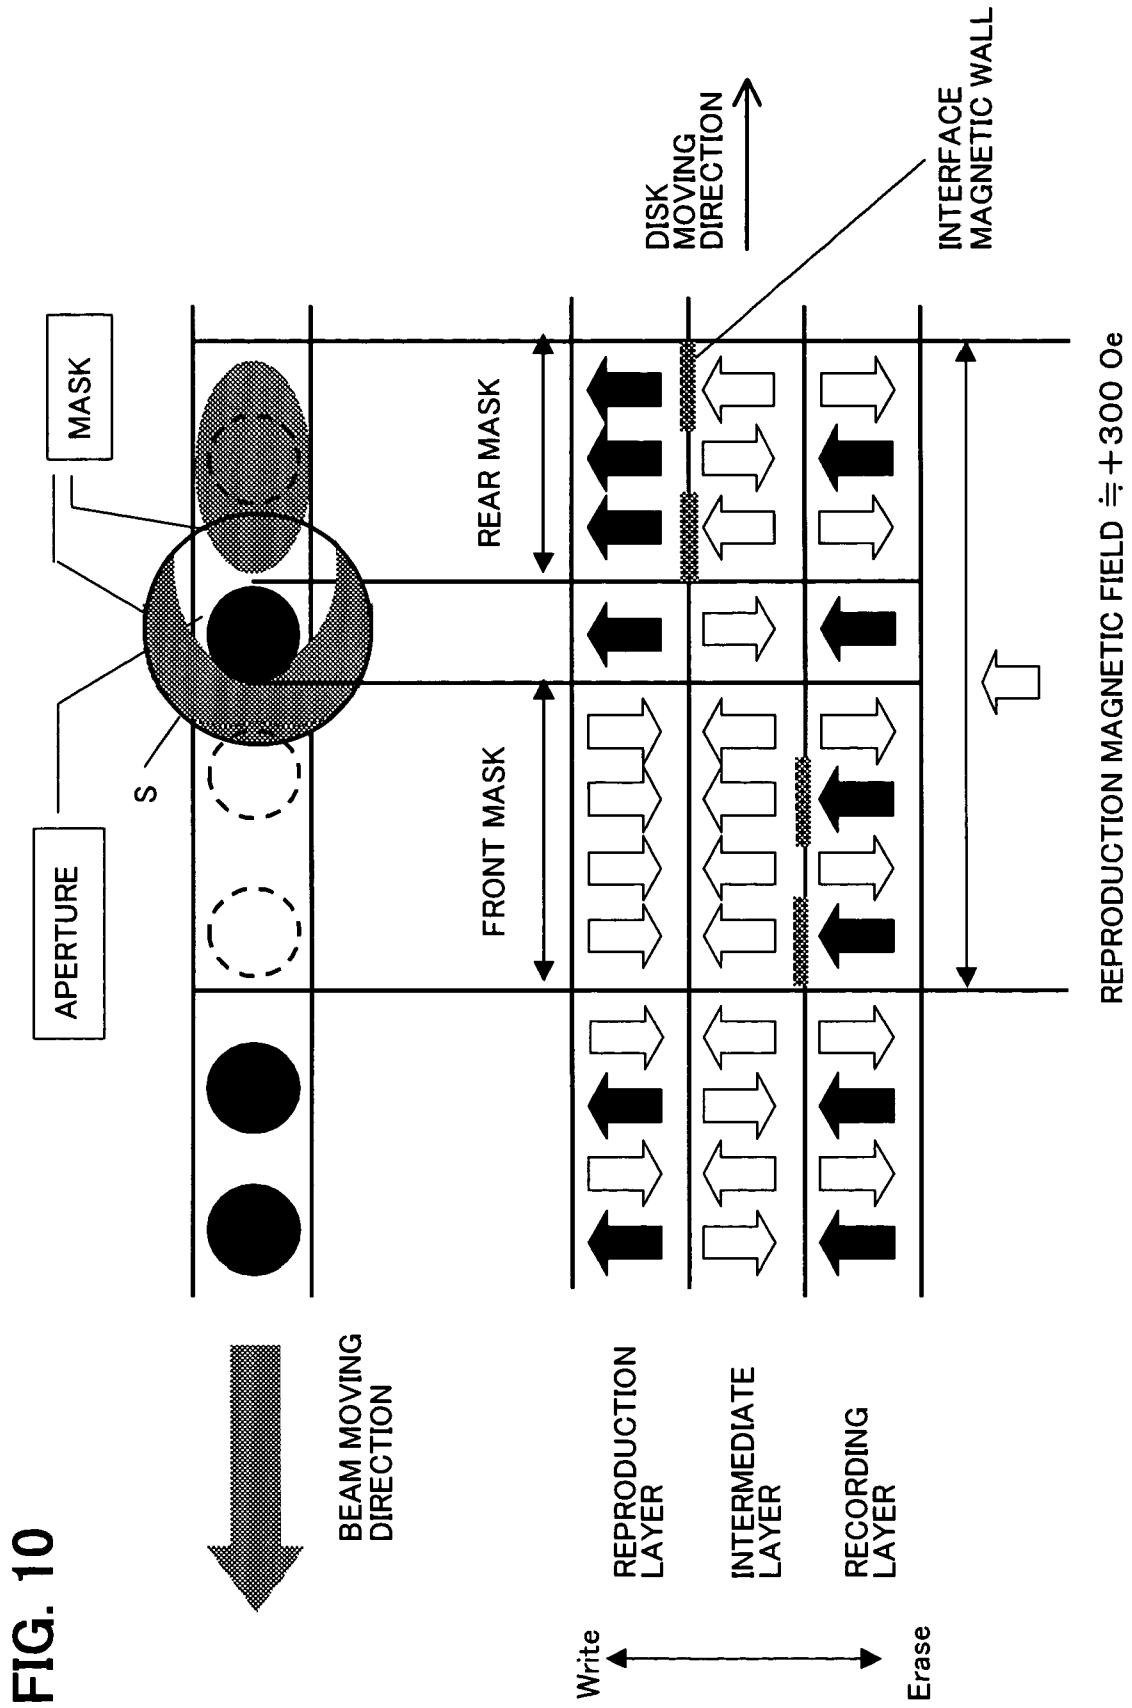 FIG. 10
APERTURE
MASK
S
BEAM MOVING
DIRECTION
FRONT MASK
REAR MASK
DISK
MOVING
DIRECTION
Write
Erase
REPRODUCTION
LAYER
INTERMEDIATE
LAYER
RECORDING
LAYER
INTERFACE
MAGNETIC WALL
REPRODUCTION MAGNETIC FIELD ≒+300 Oe